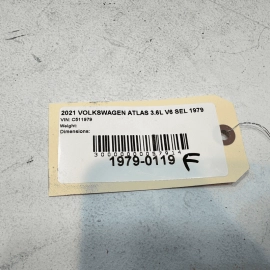 2021 VOLKSWAGEN ATLAS 3.6L V6 SEL 1979
VIN: C511979
Weight:
Dimensions:
1979-0119 F